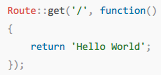 Route::get('/', function()
{
    return 'Hello World';
});